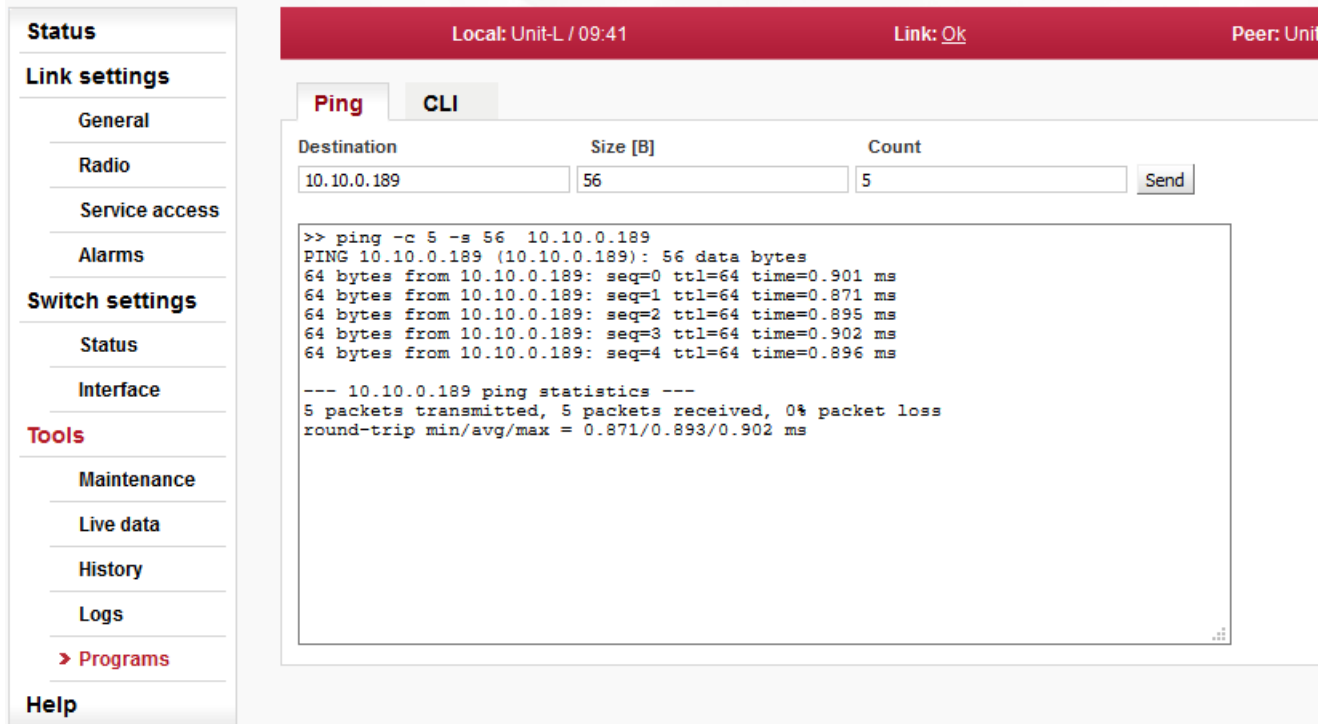 Status
Link settings
General
Radio
Service access
Alarms
Switch settings
Status
Interface
Tools
Maintenance
Live data
History
Logs
Programs
Help
Local: Unit-L / 09:41 Link: Ok Peer: Unit
Ping CLI
Destination Size [B] Count
10.10.0.189 56 5 Send
>> ping -c 5 -s 56  10.10.0.189
PING 10.10.0.189 (10.10.0.189): 56 data bytes
64 bytes from 10.10.0.189: seq=0 ttl=64 time=0.901 ms
64 bytes from 10.10.0.189: seq=1 ttl=64 time=0.871 ms
64 bytes from 10.10.0.189: seq=2 ttl=64 time=0.895 ms
64 bytes from 10.10.0.189: seq=3 ttl=64 time=0.902 ms
64 bytes from 10.10.0.189: seq=4 ttl=64 time=0.896 ms
--- 10.10.0.189 ping statistics ---
5 packets transmitted, 5 packets received, 0% packet loss
round-trip min/avg/max = 0.871/0.893/0.902 ms